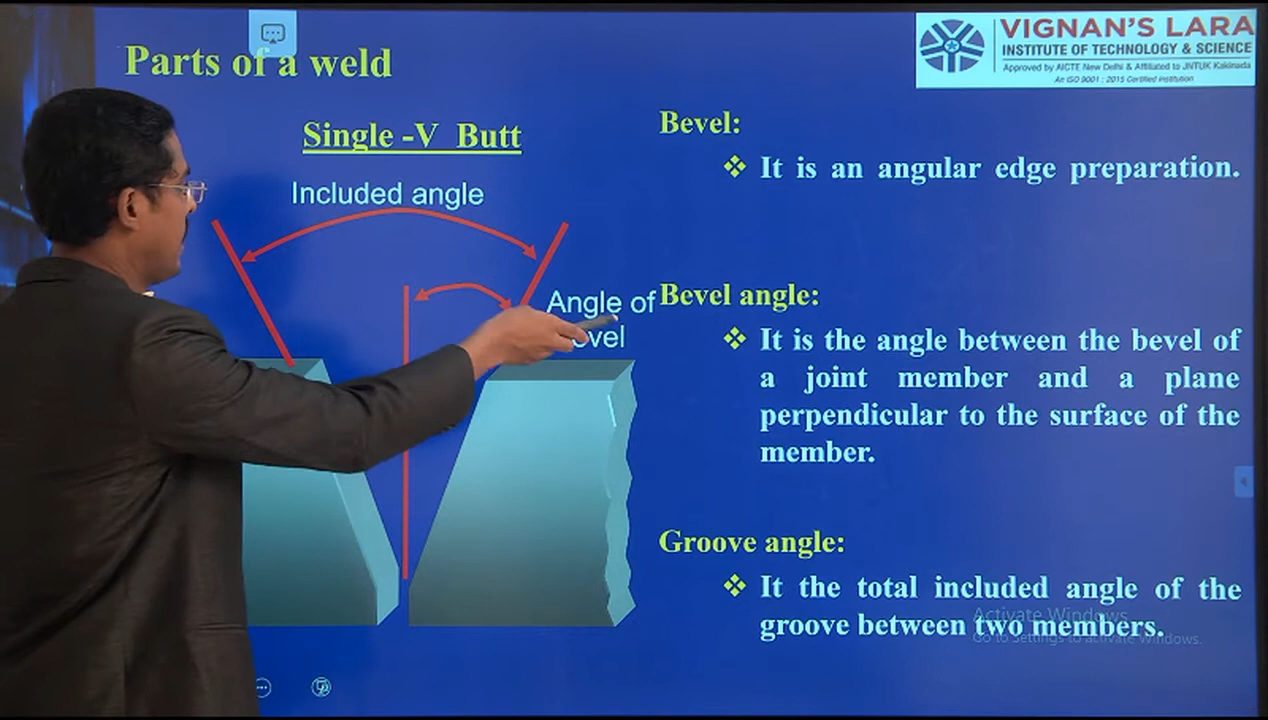 Parts of a weld
VIGNAN'S LARA
INSTITUTE OF TECHNOLOGY & SCIENCE
Approved by AICTE New Delhi & Affiliated to JNTUK Kakinada
An ISO 9001 : 2015 Certified Institution
Single -V Butt
Included angle
Angle of
Bevel:
It is an angular edge preparation.
Bevel angle:
It is the angle between the bevel of
a joint member and a plane
perpendicular to the surface of the
member.
Groove angle:
It the total included angle of the
groove between two members.
Activate Windows
Go to Settings to activate Windows.